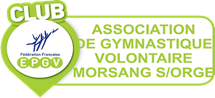 CLUB
Fédération Française
EPGV
ASSOCIATION
DE GYMNASTIQUE
VOLONTAIRE
MORSANG S/ORGE